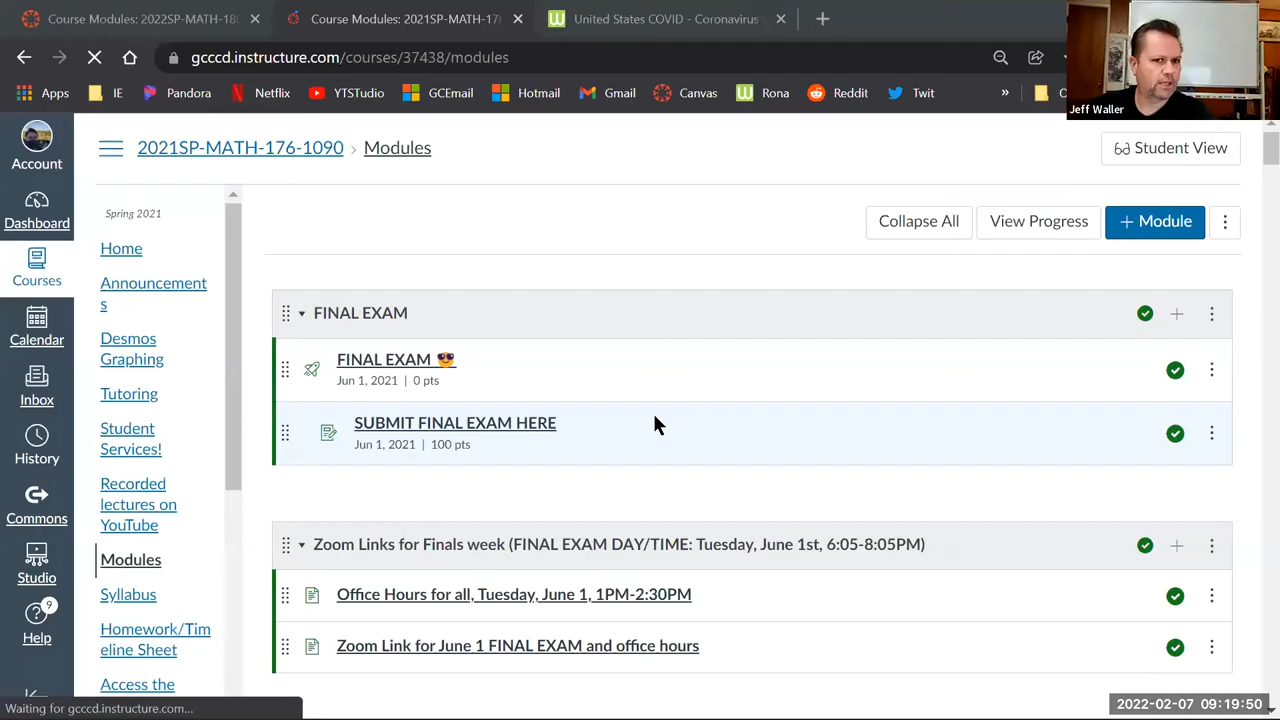 Course Modules: 2022SP-MATH-18
Course Modules: 2021SP-MATH-17
United States COVID - Coronavirus
gcccd.instructure.com/courses/37438/modules
Apps
IE
Pandora
Netflix
YTStudio
GCEmail
Hotmail
Gmail
Canvas
Rona
Reddit
Twit
»
Jeff Waller
Account
Dashboard
Courses
Calendar
Inbox
History
Commons
Studio
9
Help
2021SP-MATH-176-1090 › Modules
Student View
Spring 2021
Home
Announcement
s
Desmos
Graphing
Tutoring
Student
Services!
Recorded
lectures on
YouTube
Modules
Syllabus
Homework/Tim
eline Sheet
Access the
Collapse All
View Progress
+ Module
FINAL EXAM
FINAL EXAM 😎
Jun 1, 2021 | 0 pts
SUBMIT FINAL EXAM HERE
Jun 1, 2021 | 100 pts
Zoom Links for Finals week (FINAL EXAM DAY/TIME: Tuesday, June 1st, 6:05-8:05PM)
Office Hours for all, Tuesday, June 1, 1PM-2:30PM
Zoom Link for June 1 FINAL EXAM and office hours
Waiting for gcccd.instructure.com...
2022-02-07 09:19:50